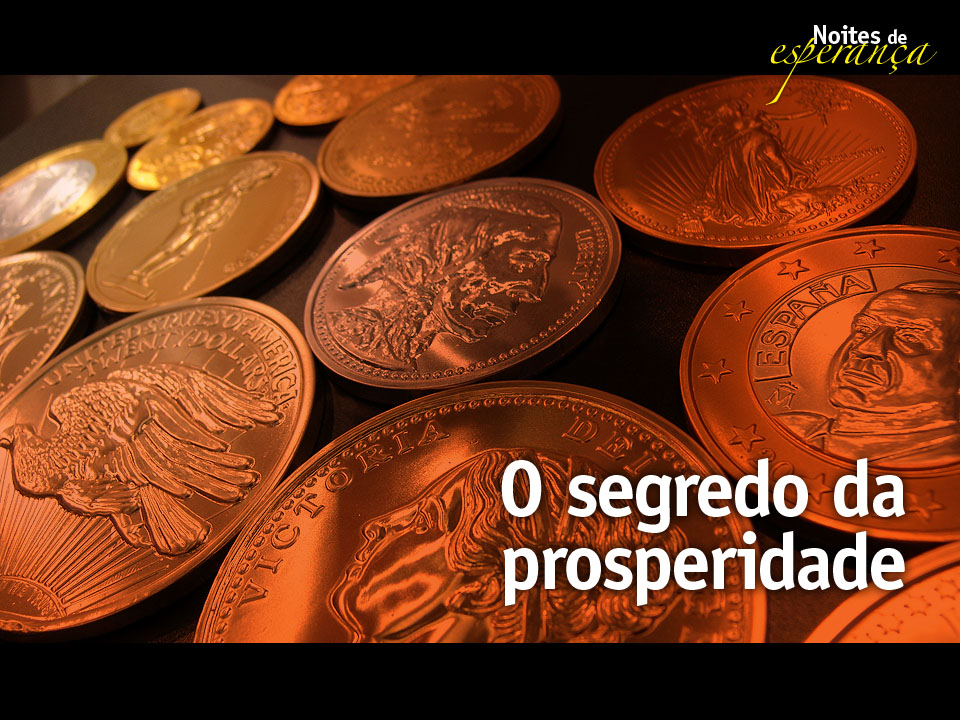 Noites de
esperança
LIBERTY
ESPAÑA
UNITED STATES OF AMERICA
TWENTY DOLLARS
VICTORIA DEI
O segredo da
prosperidade